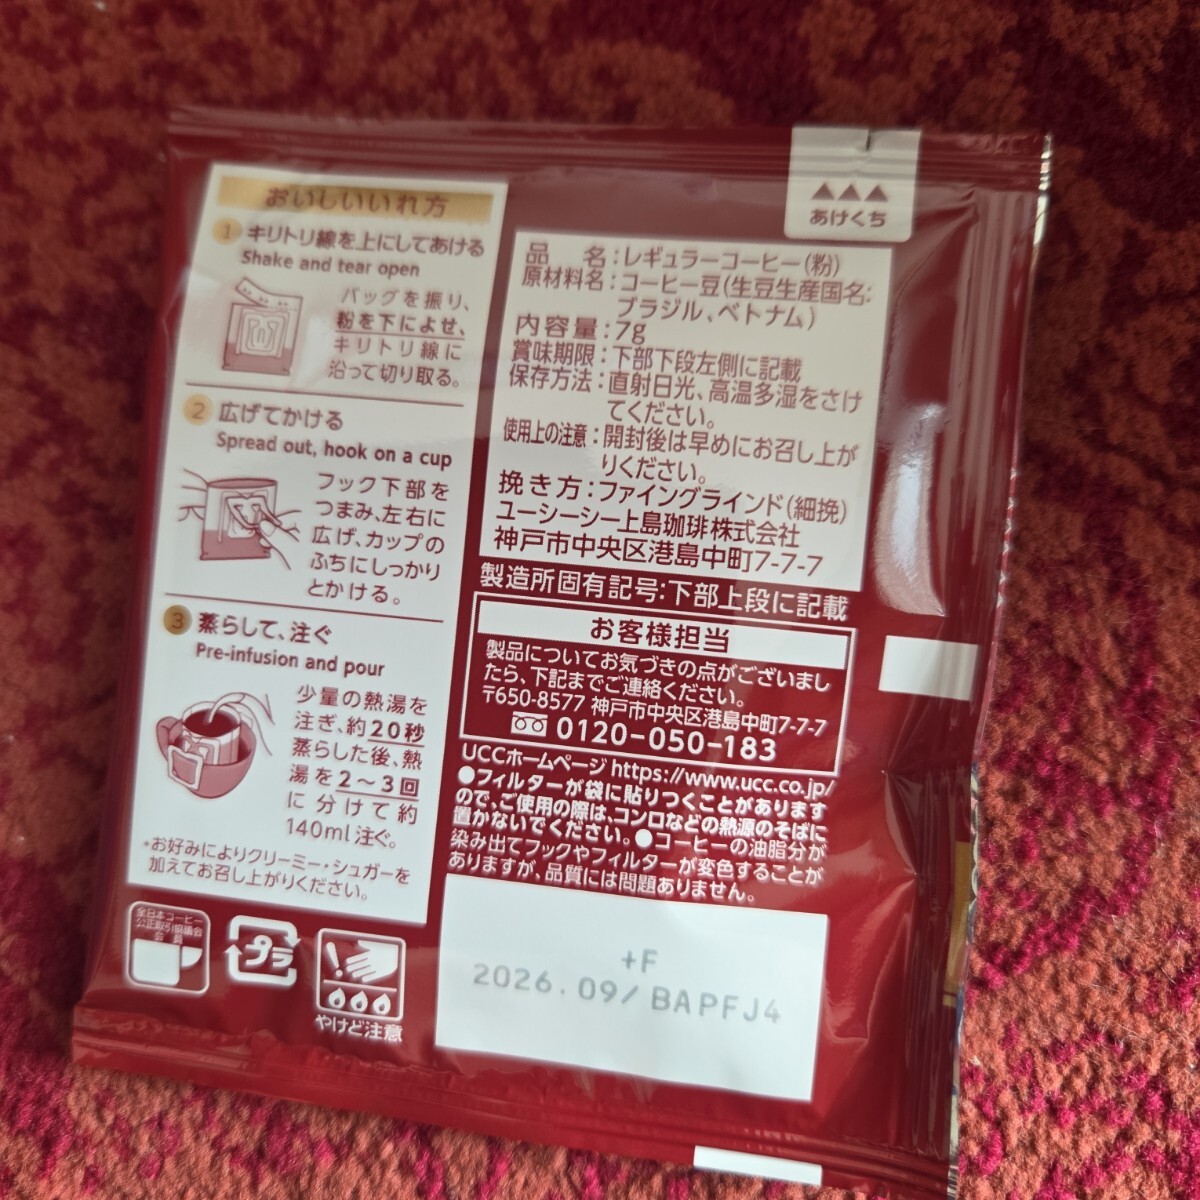 おいしいいれ方
1 キリトリ線を上にしてあける
Shake and tear open
バッグを振り、
粉を下によせ、
キリトリ線に
沿って切り取る。
2 広げてかける
Spread out, hook on a cup
フック下部を
つまみ、左右に
広げ、カップの
ふちにしっかり
とかける。
3 蒸らして、注ぐ
Pre-infusion and pour
少量の熱湯を
注ぎ、約20秒
蒸らした後、熱
湯を2〜3回
に分けて約
140ml注ぐ。
*お好みによりクリーミー・シュガーを
加えてお召し上がりください。
全日本コーヒー
公正取引協議会
会員
プラ
やけど注意
あけくち
品名:レギュラーコーヒー(粉)
原材料名:コーヒー豆(生豆生産国名:
ブラジル、ベトナム)
内容量:7g
賞味期限:下部下段左側に記載
保存方法:直射日光、高温多湿をさけ
てください。
使用上の注意:開封後は早めにお召し上が
りください。
挽き方:ファイングラインド(細挽)
ユーシーシー上島珈琲株式会社
神戸市中央区港島中町7-7-7
製造所固有記号:下部上段に記載
お客様担当
製品についてお気づきの点がございまし
たら、下記までご連絡ください。
〒650-8577 神戸市中央区港島中町7-7-7
0120-050-183
UCCホームページ https://www.ucc.co.jp/
●フィルターが袋に貼りつくことがあります
ので、ご使用の際は、コンロなどの熱源のそばに
置かないでください。●コーヒーの油脂分が
染み出てフックやフィルターが変色することが
ありますが、品質には問題ありません。
+F
2026.09/BAPFJ4